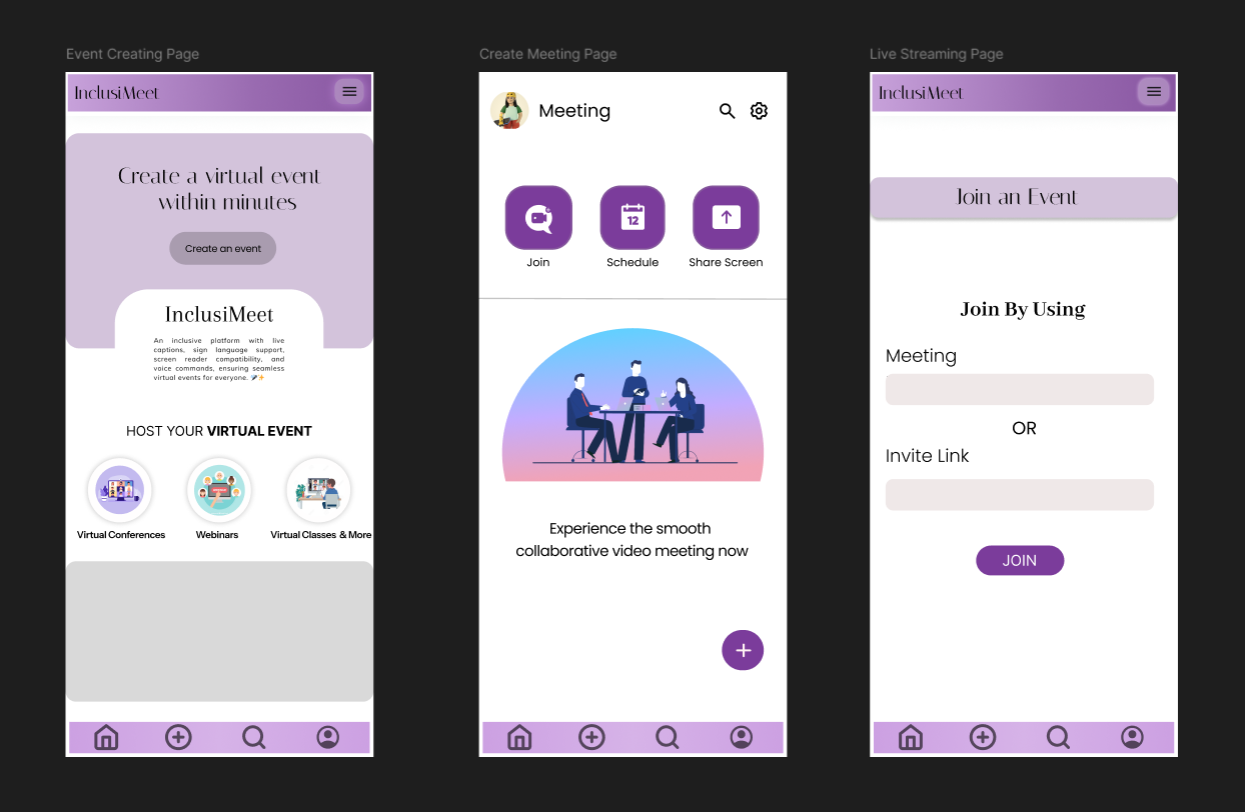 Event Creating Page
InclusiMeet
Create a virtual event
within minutes
Create an event
InclusiMeet
An inclusive platform with live
captions, sign language support,
screen reader compatibility, and
voice commands, ensuring seamless
virtual events for everyone. 🎤✨
HOST YOUR VIRTUAL EVENT
Virtual Conferences
Webinars
Virtual Classes & More
Create Meeting Page
Meeting
Join
12
Schedule
Share Screen
Experience the smooth
collaborative video meeting now
Live Streaming Page
InclusiMeet
Join an Event
Join By Using
Meeting
OR
Invite Link
JOIN